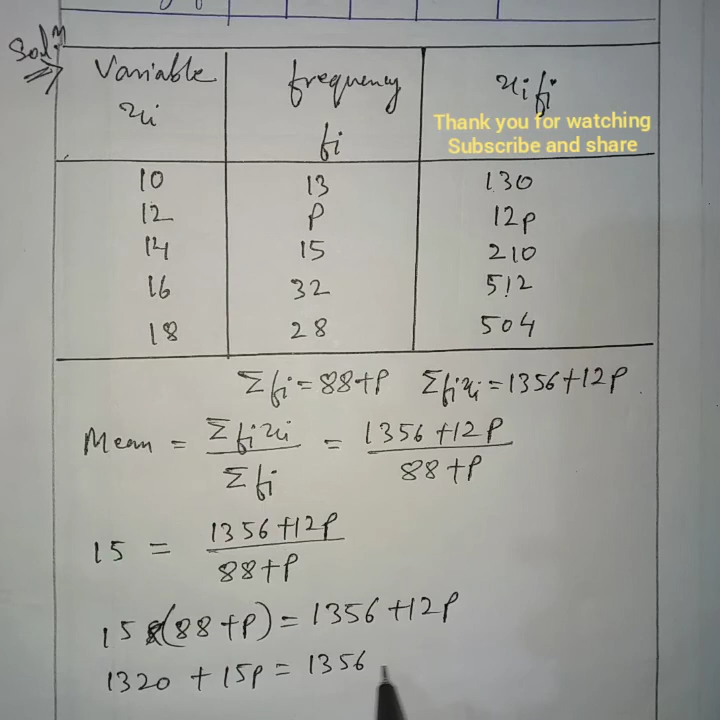 Solⁿ
Variable xi frequency fi xifi
Thank you for watching
Subscribe and share
10 13 130
12 P 12p
14 15 210
16 32 512
18 28 504
Σfi = 88+P Σfixi = 1356+12P
Mean = Σfixi / Σfi = 1356+12P / 88+P
15 = 1356+12P / 88+P
15(88+P) = 1356+12P
1320 + 15p = 1356